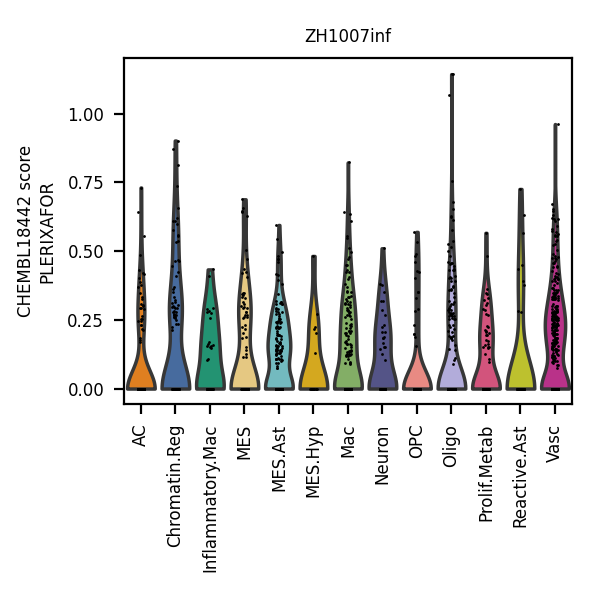 ZH1007inf
CHEMBL18442 score
PLERIXAFOR
1.00
0.75
0.50
0.25
0.00
AC
Chromatin.Reg
Inflammatory.Mac
MES
MES.Ast
MES.Hyp
Mac
Neuron
OPC
Oligo
Prolif.Metab
Reactive.Ast
Vasc